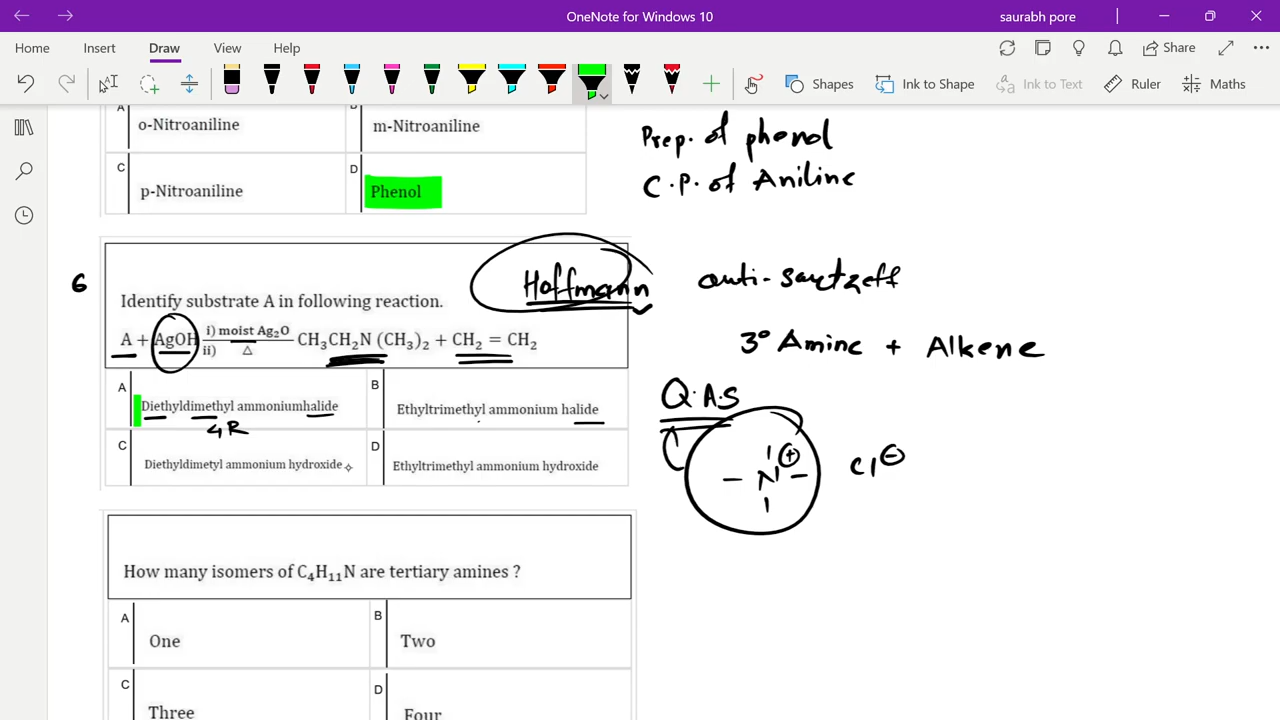 OneNote for Windows 10
saurabh pore
Home Insert Draw View Help
Share
Shapes Ink to Shape Ink to Text Ruler Maths
A o-Nitroaniline
B m-Nitroaniline
C p-Nitroaniline
D Phenol
Prep. of phenol
C.P. of Aniline
6
Hoffmann
anti-saytzeff
Identify substrate A in following reaction.
A + AgOH i) moist Ag₂O ii) △ CH₃CH₂N (CH₃)₂ + CH₂ = CH₂
3° Amine + Alkene
A Diethyldimethyl ammoniumhalide
4R
B Ethyltrimethyl ammonium halide
C Diethyldimetyl ammonium hydroxide
D Ethyltrimethyl ammonium hydroxide
Q.A.S
N ⊕
Cl⊖
How many isomers of C₄H₁₁N are tertiary amines ?
A One
B Two
C Three
D Four